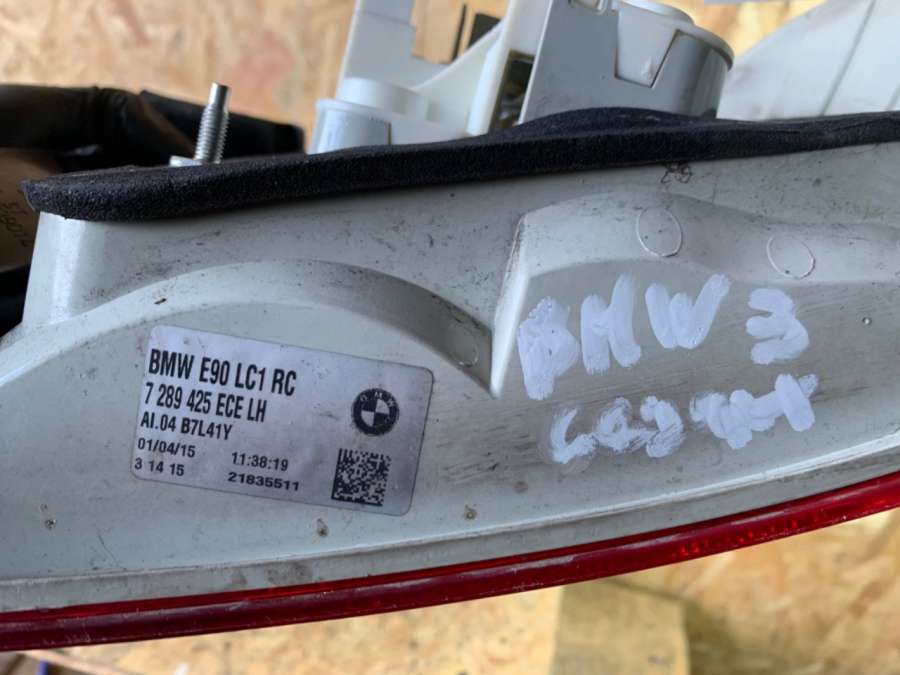 BMW E90 LC1 RC
7 289 425 ECE LH
AI.04 B7L41Y
01/04/15 11:38:19
3 14 15 21835511
BMW
BMW 3